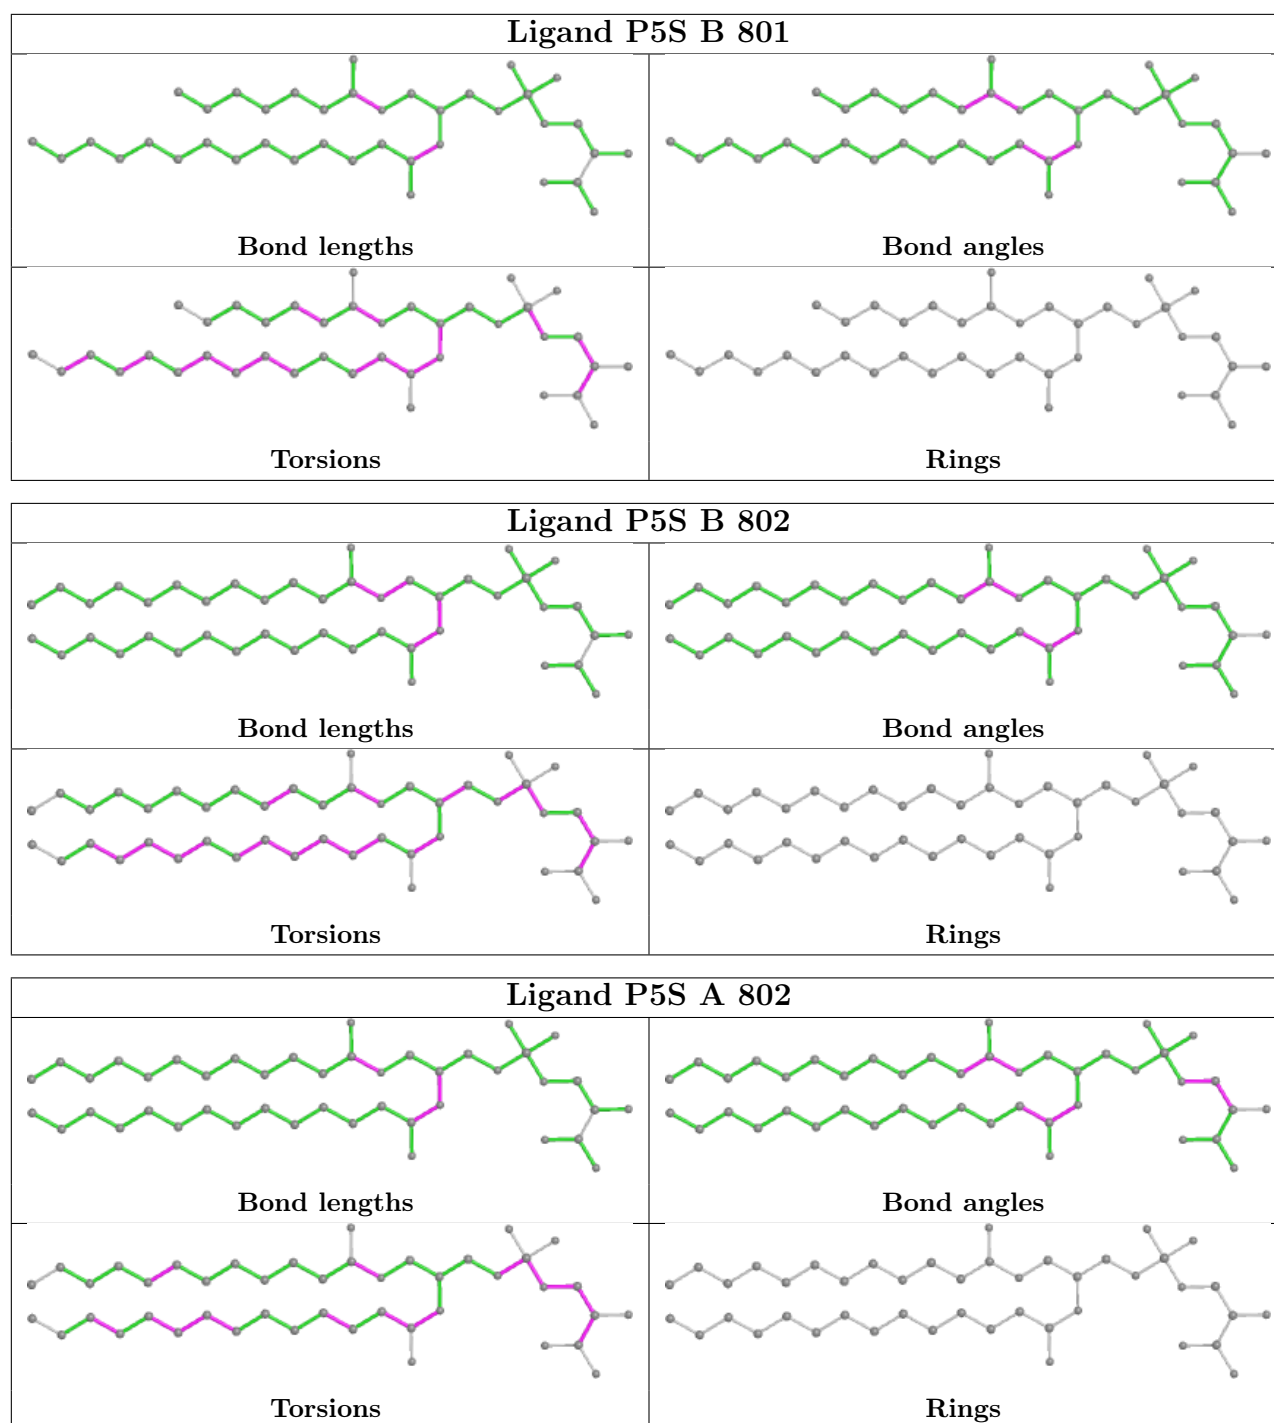 Ligand P5S B 801
Bond lengths
Bond angles
Torsions
Rings
Ligand P5S B 802
Bond lengths
Bond angles
Torsions
Rings
Ligand P5S A 802
Bond lengths
Bond angles
Torsions
Rings